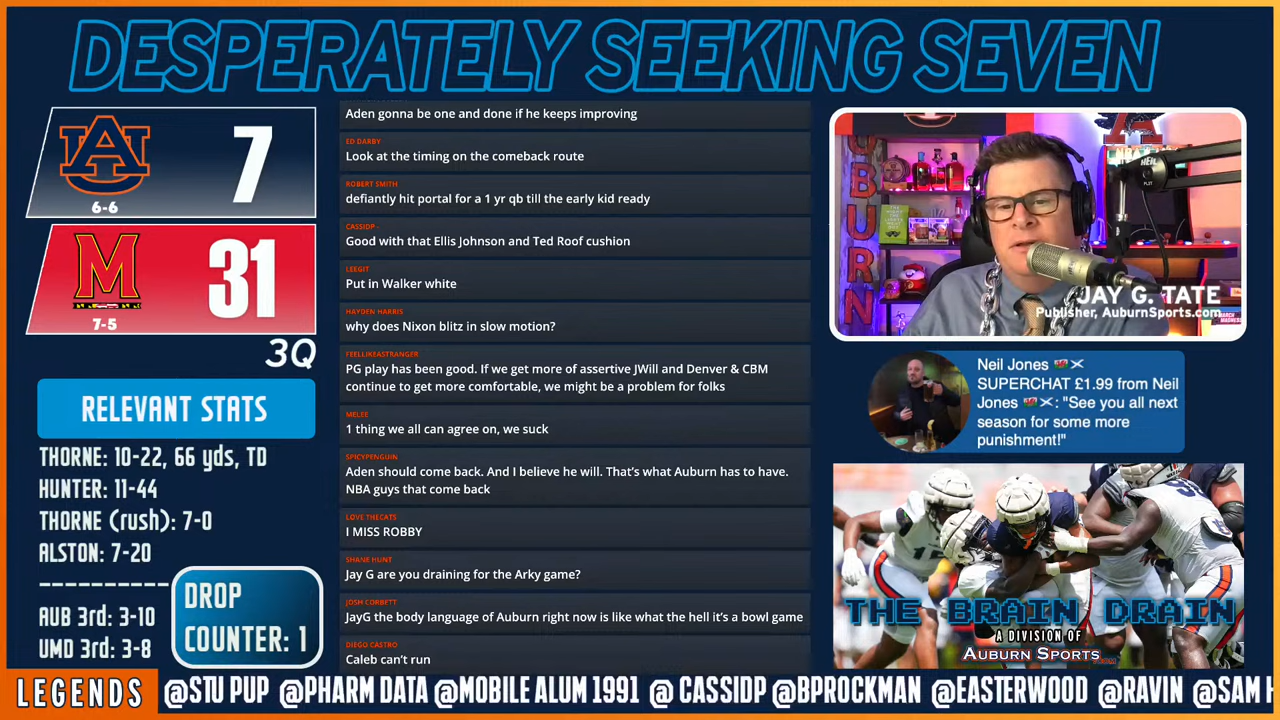 DESPERATELY SEEKING SEVEN
7
6-6
31
7-5
3Q
RELEVANT STATS
THORNE: 10-22, 66 yds, TD
HUNTER: 11-44
THORNE (rush): 7-0
ALSTON: 7-20
AUB 3rd: 3-10
UMD 3rd: 3-8
DROP
COUNTER: 1
Aden gonna be one and done if he keeps improving
ED DARBY
Look at the timing on the comeback route
ROBERT SMITH
defiantly hit portal for a 1 yr qb till the early kid ready
CASSIDP -
Good with that Ellis Johnson and Ted Roof cushion
LEEGIT
Put in Walker white
HAYDEN HARRIS
why does Nixon blitz in slow motion?
FEELLIKEASTRANGER
PG play has been good. If we get more of assertive JWill and Denver & CBM
continue to get more comfortable, we might be a problem for folks
MELEE
1 thing we all can agree on, we suck
SPICYPENGUIN
Aden should come back. And I believe he will. That's what Auburn has to have.
NBA guys that come back
LOVE THECATS
I MISS ROBBY
SHANE HUNT
Jay G are you draining for the Arky game?
JOSH CORBETT
JayG the body language of Auburn right now is like what the hell it's a bowl game
DIEGO CASTRO
Caleb can't run
JAY G. TATE
Publisher, AuburnSports.com
Neil Jones
SUPERCHAT £1.99 from Neil
Jones : "See you all next
season for some more
punishment!"
THE BRAIN DRAIN
A DIVISION OF
AUBURN SPORTS.com
LEGENDS @STU PUP @PHARM DATA @MOBILE ALUM 1991 @ CASSIDP @BPROCKMAN @EASTERWOOD @RAVIN @SAM H